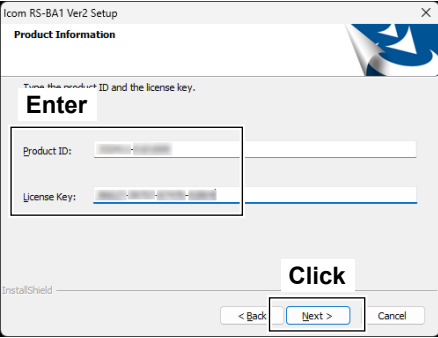 Icom RS-BA1 Ver2 Setup
Product Information
Type the product ID and the license key.
Enter
Product ID:
License Key:
Click
InstallShield
< Back
Next >
Cancel